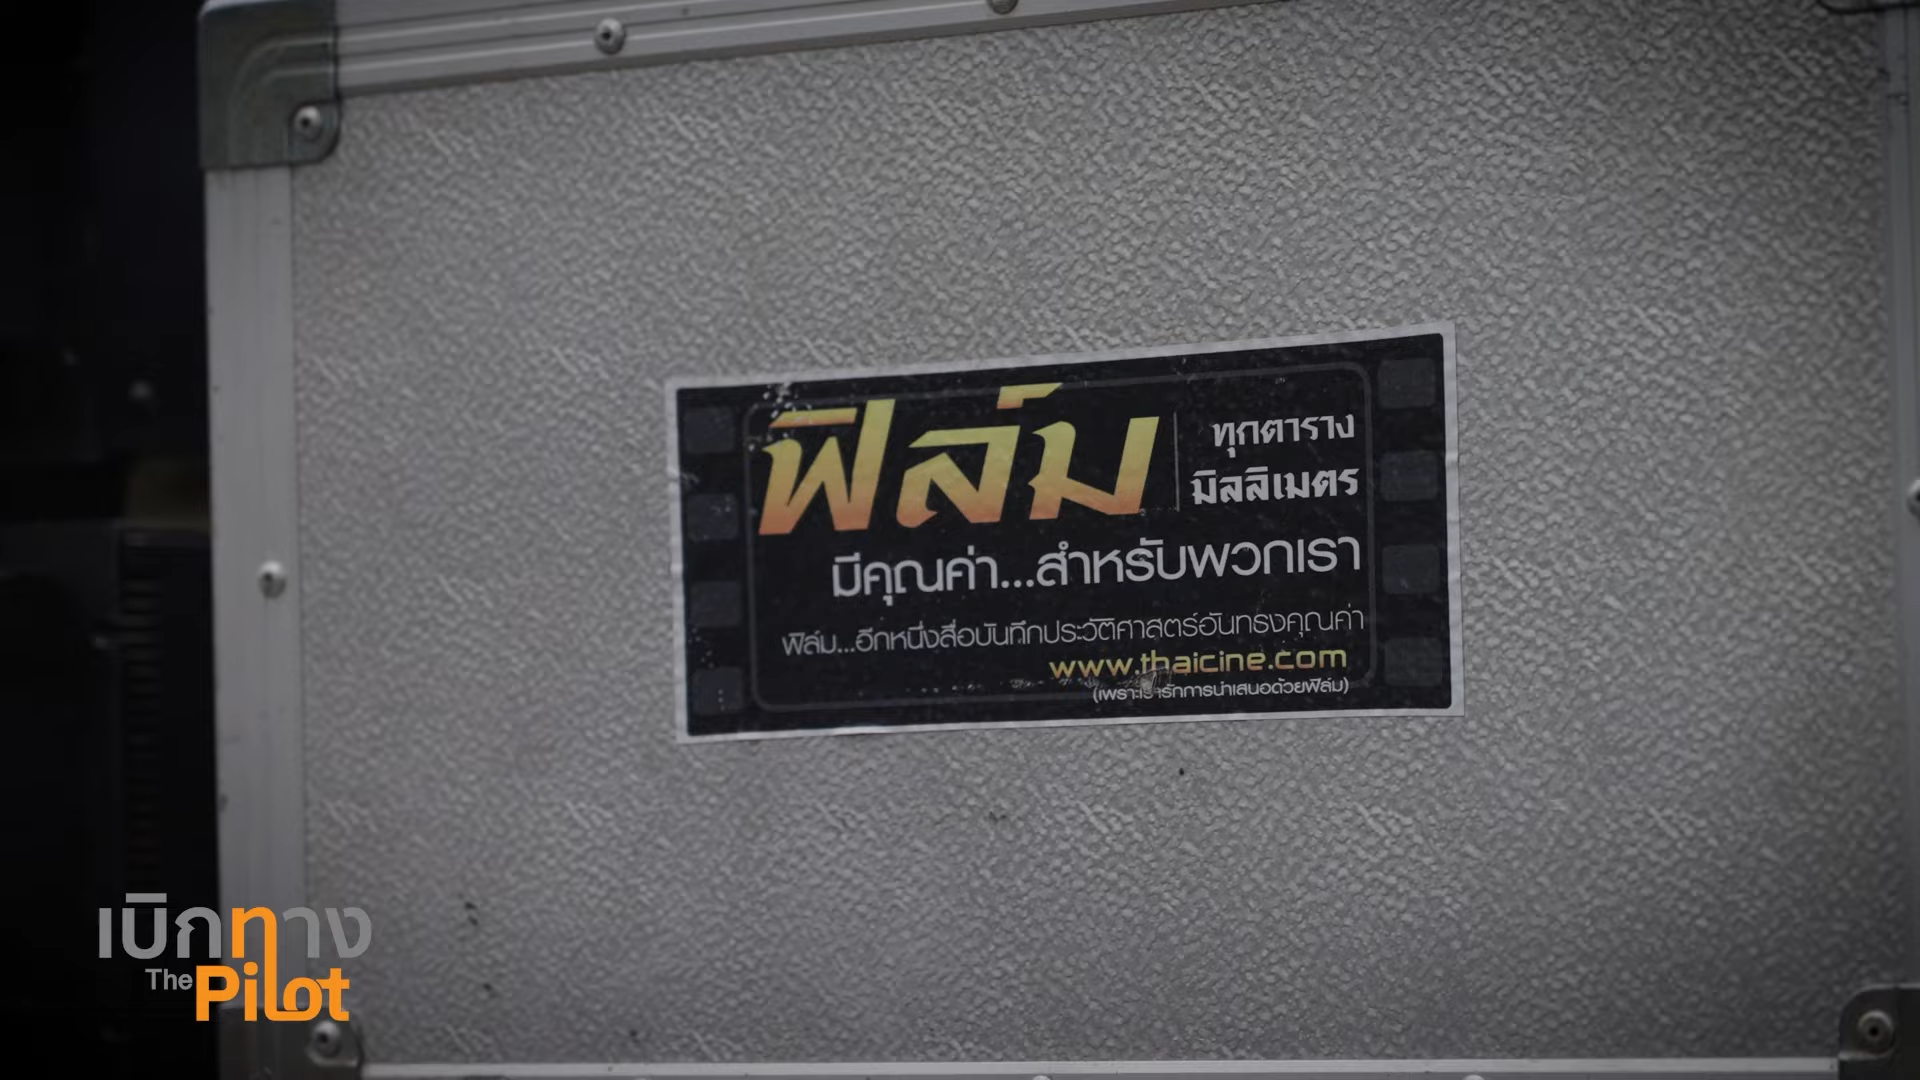 ฟิล์ม
ทุกตาราง
มิลลิเมตร
มีคุณค่า...สำหรับพวกเรา
ฟิล์ม...อีกหนึ่งสื่อบันทึกประวัติศาสตร์อันทรงคุณค่า
www.thaicine.com
(เพราะเรารักการนำเสนอด้วยฟิล์ม)
เบิกทาง
The Pilot